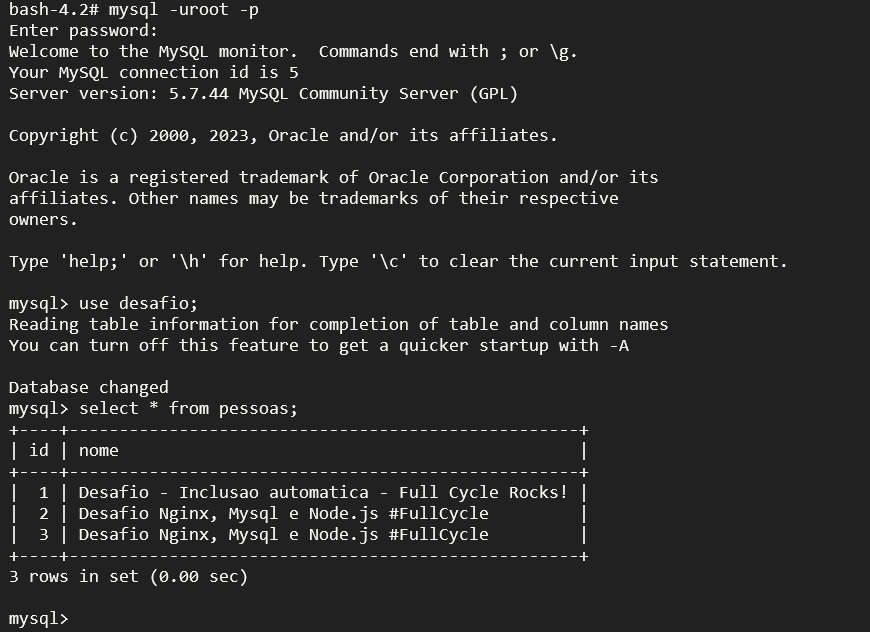 bash-4.2# mysql -uroot -p
Enter password:
Welcome to the MySQL monitor.  Commands end with ; or \g.
Your MySQL connection id is 5
Server version: 5.7.44 MySQL Community Server (GPL)
Copyright (c) 2000, 2023, Oracle and/or its affiliates.
Oracle is a registered trademark of Oracle Corporation and/or its
affiliates. Other names may be trademarks of their respective
owners.
Type 'help;' or '\h' for help. Type '\c' to clear the current input statement.
mysql> use desafio;
Reading table information for completion of table and column names
You can turn off this feature to get a quicker startup with -A
Database changed
mysql> select * from pessoas;
+----+---------------------------------------------------+
| id | nome                                              |
+----+---------------------------------------------------+
|  1 | Desafio - Inclusao automatica - Full Cycle Rocks! |
|  2 | Desafio Nginx, Mysql e Node.js #FullCycle         |
|  3 | Desafio Nginx, Mysql e Node.js #FullCycle         |
+----+---------------------------------------------------+
3 rows in set (0.00 sec)
mysql>